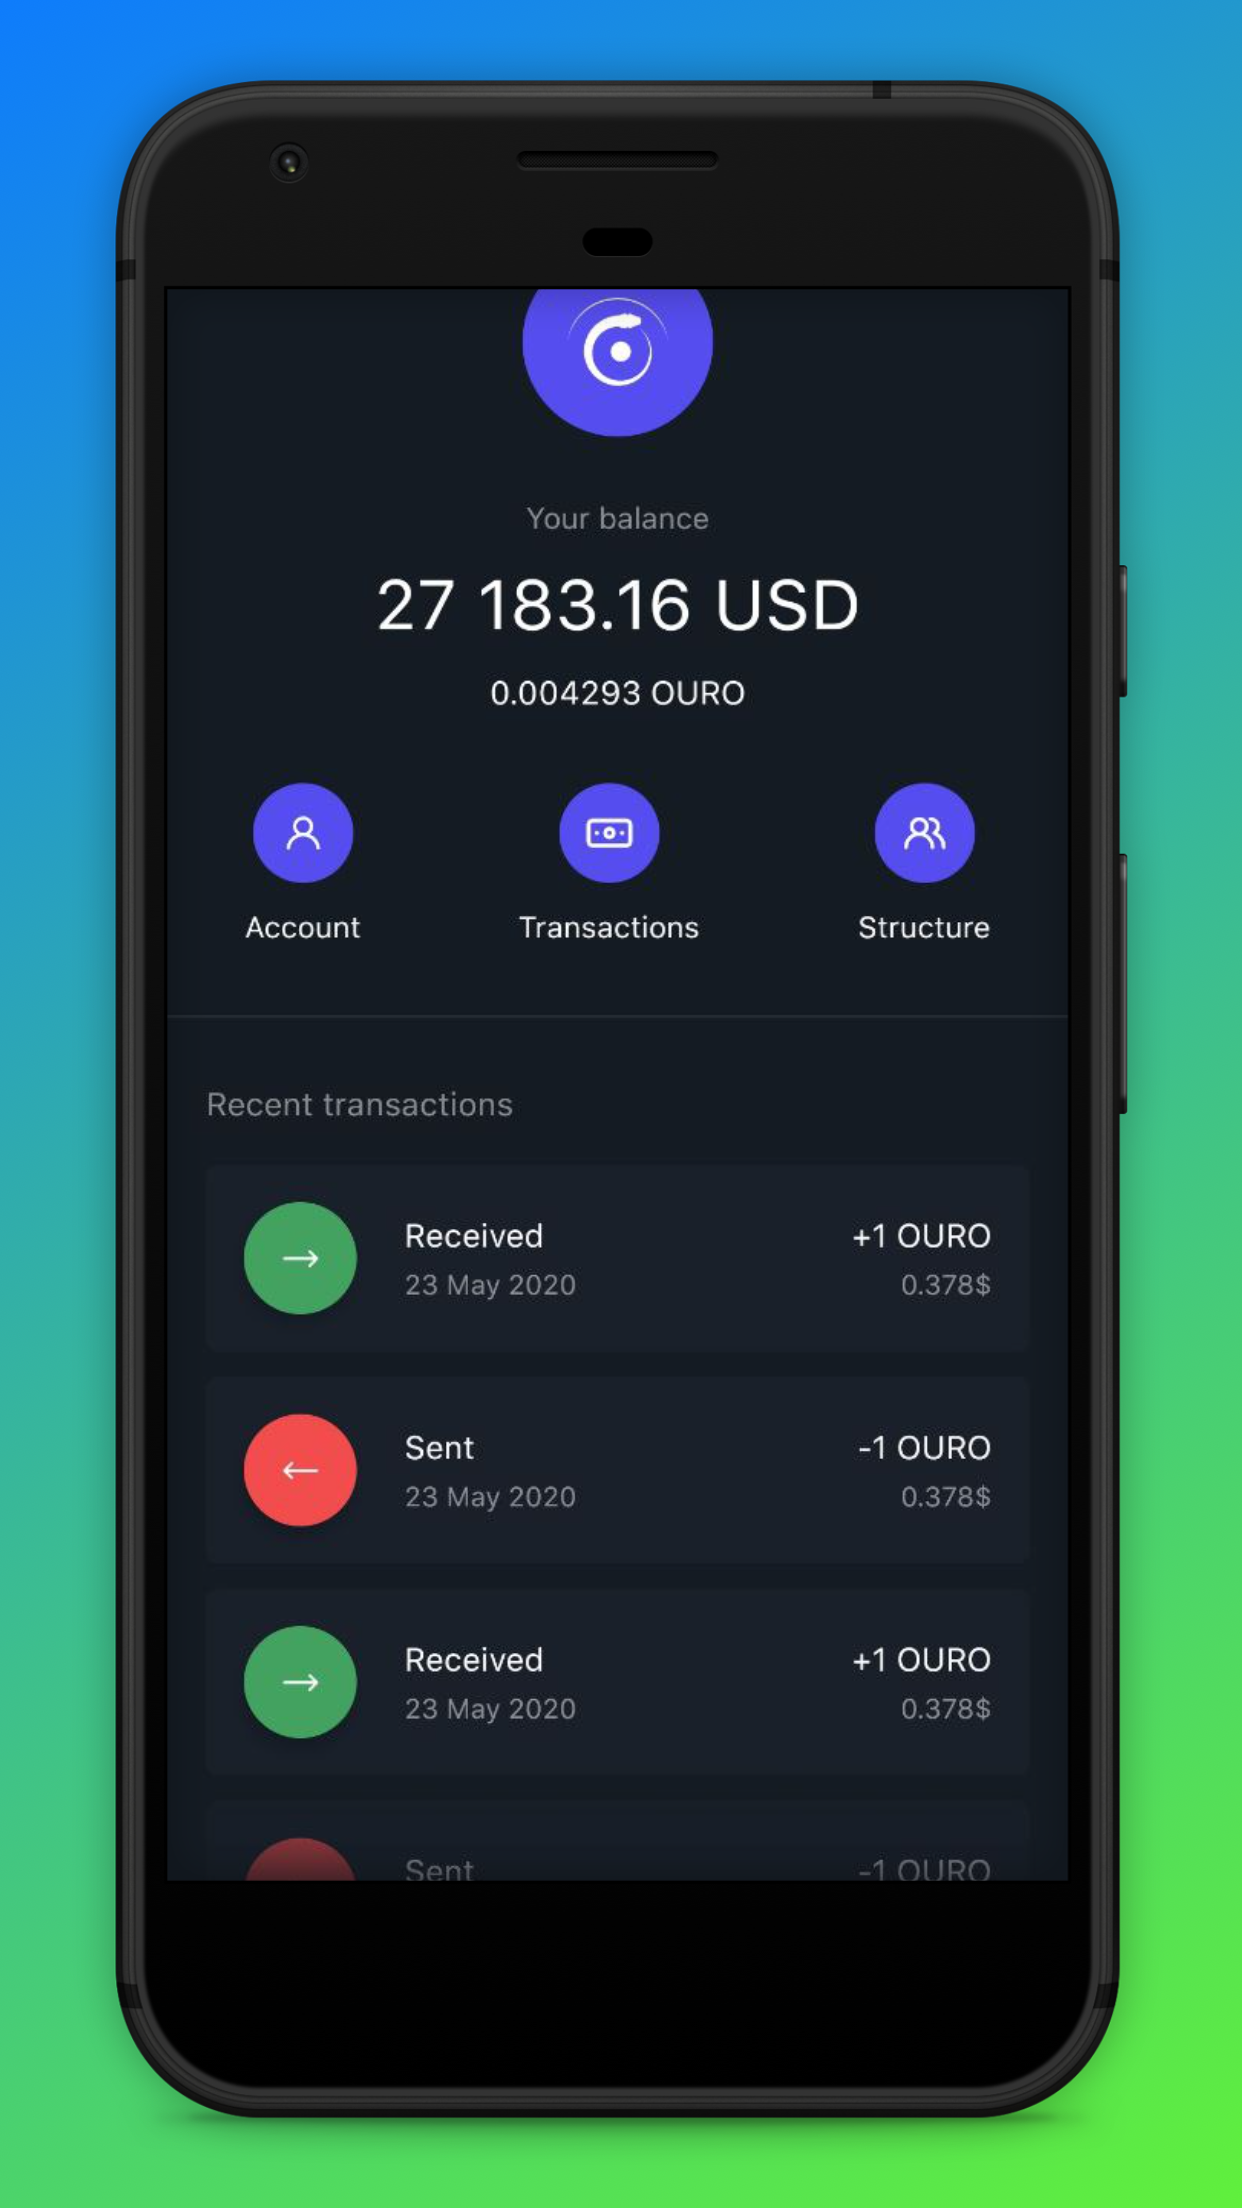 Your balance
27 183.16 USD
0.004293 OURO
Account Transactions Structure
Recent transactions
Received +1 OURO
23 May 2020 0.378$
Sent -1 OURO
23 May 2020 0.378$
Received +1 OURO
23 May 2020 0.378$
Sent -1 OURO